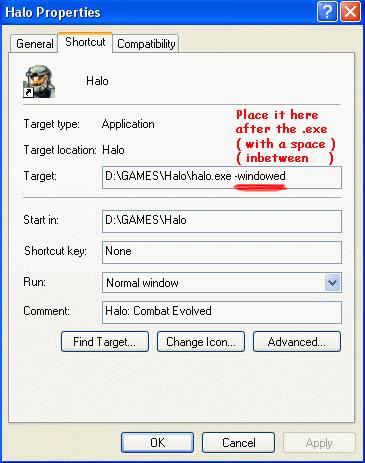 Halo Properties
General Shortcut Compatibility
Halo
Place it here
after the .exe
( with a space )
( inbetween )
Target type: Application
Target location: Halo
Target: D:\GAMES\Halo\halo.exe -windowed
Start in: D:\GAMES\Halo
Shortcut key: None
Run: Normal window
Comment: Halo: Combat Evolved
Find Target... Change Icon... Advanced...
OK Cancel Apply